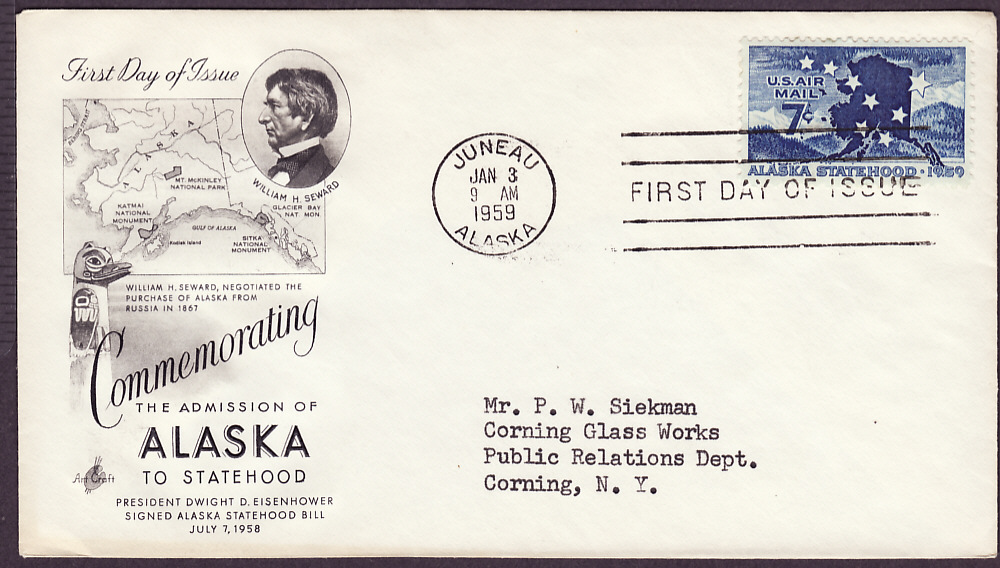 First Day of Issue
ALASKA
MT. McKINLEY
NATIONAL PARK
KATMAI
NATIONAL
MONUMENT
GULF OF ALASKA
Kodiak Island
GLACIER BAY
NAT. MON.
SITKA
NATIONAL
MONUMENT
WILLIAM H. SEWARD
WILLIAM H. SEWARD, NEGOTIATED THE
PURCHASE OF ALASKA FROM
RUSSIA IN 1867
Commemorating
THE ADMISSION OF
ALASKA
TO STATEHOOD
Art Craft
PRESIDENT DWIGHT D. EISENHOWER
SIGNED ALASKA STATEHOOD BILL
JULY 7, 1958
JUNEAU
JAN 3
9 AM
1959
ALASKA
U.S. AIR
MAIL
7¢
ALASKA STATEHOOD · 1959
FIRST DAY OF ISSUE
Mr. P. W. Siekman
Corning Glass Works
Public Relations Dept.
Corning, N. Y.